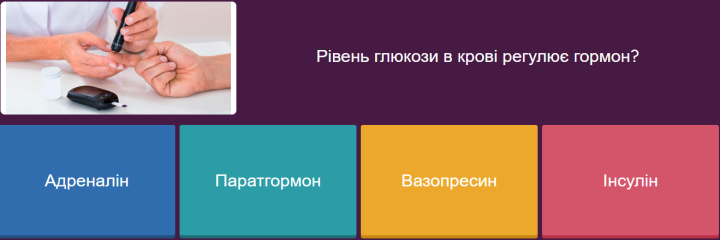 Рівень глюкози в крові регулює гормон?
Адреналін
Паратгормон
Вазопресин
Інсулін